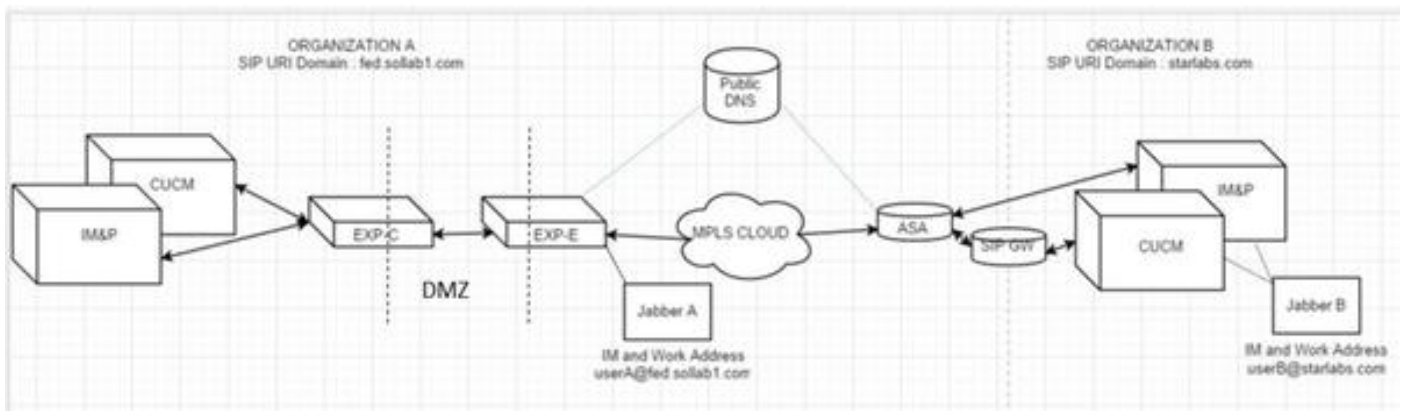 ORGANIZATION A
SIP URI Domain : fed.sollab1.com
Public
DNS
ORGANIZATION B
SIP URI Domain : starlabs.com
CUCM
IM&P
EXP-C
EXP-E
DMZ
MPLS CLOUD
ASA
SIP GW
IM&P
CUCM
Jabber A
IM and Work Address
userA@fed.sollab1.com
Jabber B
IM and Work Address
userB@starlabs.com